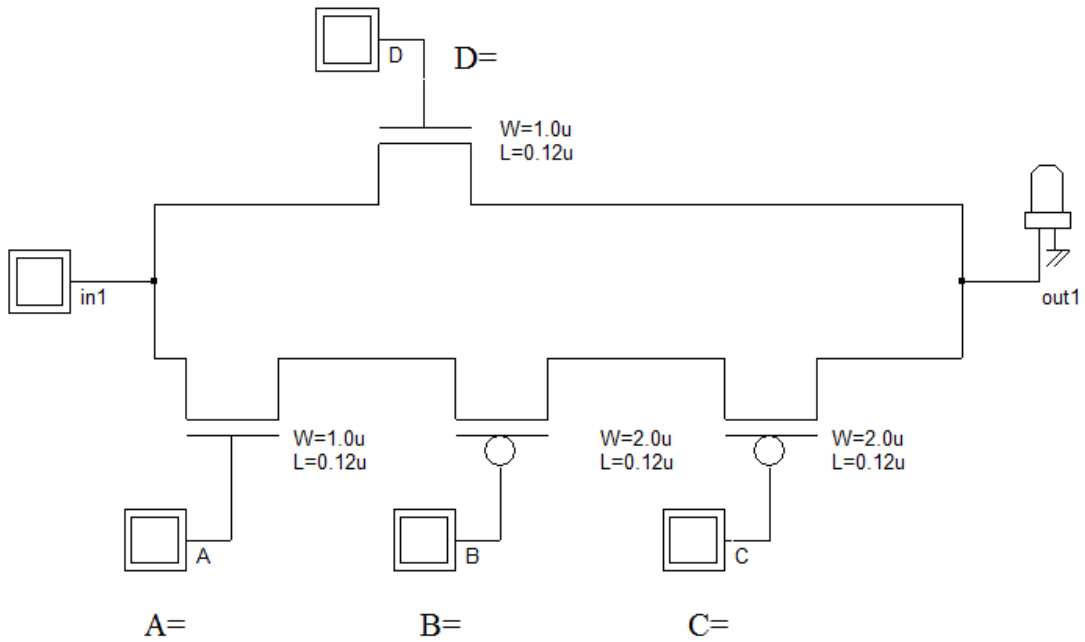 D
D=
W=1.0u
L=0.12u
in1
out1
W=1.0u
L=0.12u
W=2.0u
L=0.12u
W=2.0u
L=0.12u
A
B
C
A=
B=
C=